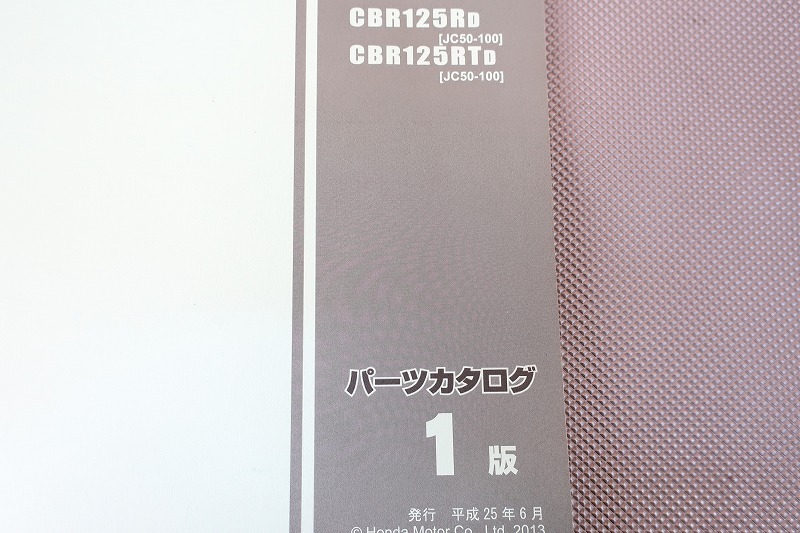 CBR125RD
[JC50-100]
CBR125RTD
[JC50-100]
パーツカタログ
1 版
発行 平成25年6月
© Honda Motor Co., Ltd. 2013